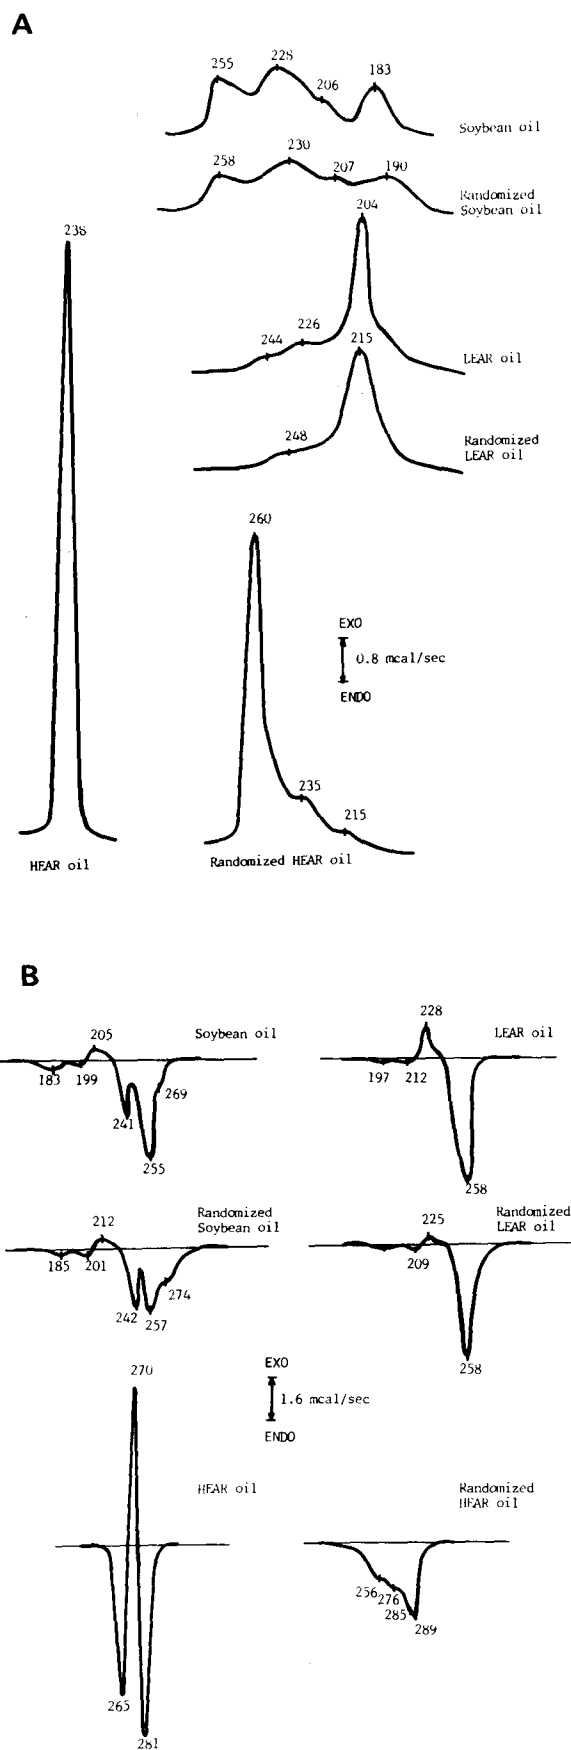 A
255
228
206
183
Soybean oil
258
230
207
190
Randomized
Soybean oil
238
204
244
226
LEAR oil
215
248
Randomized
LEAR oil
260
EXO
0.8 mcal/sec
ENDO
235
215
HEAR oil
Randomized HEAR oil
B
205
Soybean oil
183
199
269
241
255
228
LEAR oil
197
212
258
212
Randomized
Soybean oil
185
201
274
242
257
225
Randomized
LEAR oil
209
258
270
EXO
1.6 mcal/sec
ENDO
HEAR oil
265
281
Randomized
HEAR oil
256
276
285
289